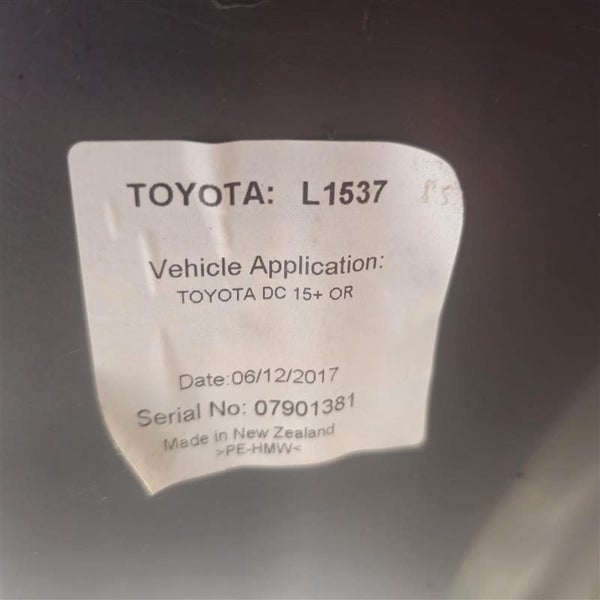 TOYOTA: L1537
85
Vehicle Application:
TOYOTA DC 15+ OR
Date:06/12/2017
Serial No: 07901381
Made in New Zealand
>PE-HMW<